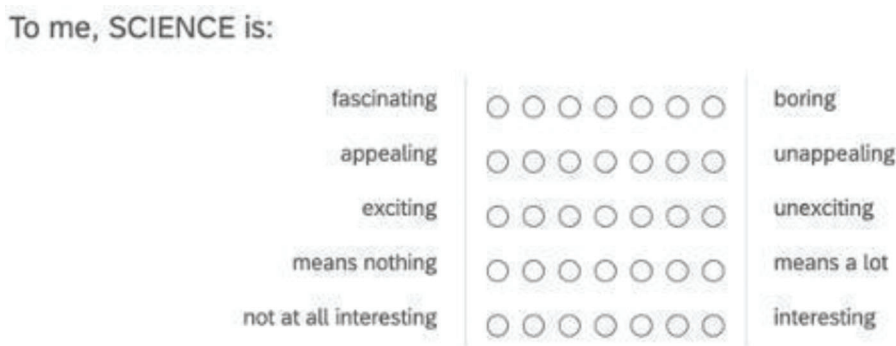 To me, SCIENCE is:
fascinating boring
appealing unappealing
exciting unexciting
means nothing means a lot
not at all interesting interesting